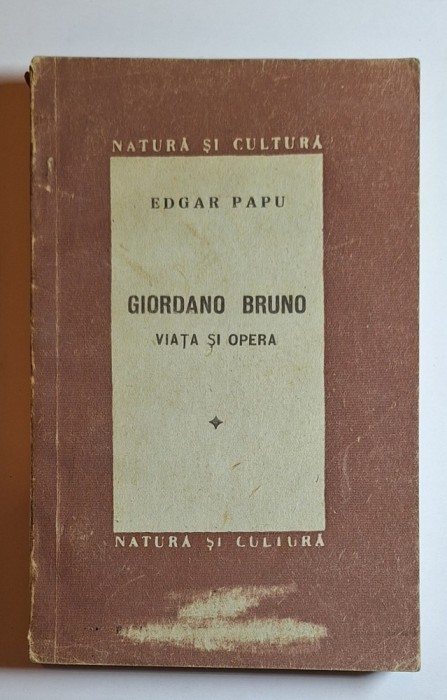 NATURĂ ȘI CULTURĂ
EDGAR PAPU
GIORDANO BRUNO
VIAȚA ȘI OPERA
NATURĂ ȘI CULTURĂ